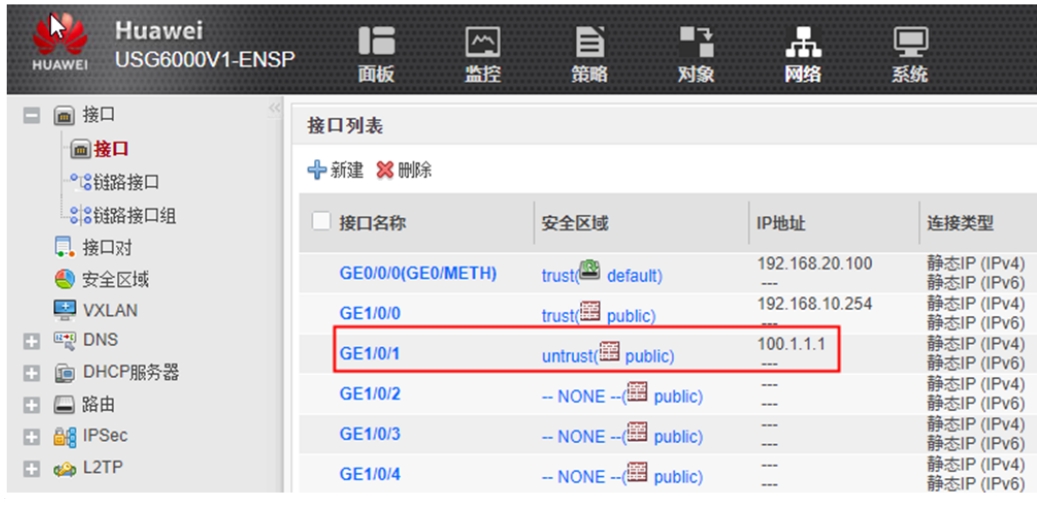 Huawei
USG6000V1-ENSP
HUAWEI
面板 监控 策略 对象 网络 系统
接口
接口
链路接口
链路接口组
接口对
安全区域
VXLAN
DNS
DHCP服务器
路由
IPSec
L2TP
接口列表
新建 删除
接口名称 安全区域 IP地址 连接类型
GE0/0/0(GE0/METH) trust( default) 192.168.20.100 静态IP (IPv4)
--- 静态IP (IPv6)
GE1/0/0 trust( public) 192.168.10.254 静态IP (IPv4)
--- 静态IP (IPv6)
GE1/0/1 untrust( public) 100.1.1.1 静态IP (IPv4)
--- 静态IP (IPv6)
GE1/0/2 -- NONE --( public) --- 静态IP (IPv4)
--- 静态IP (IPv6)
GE1/0/3 -- NONE --( public) --- 静态IP (IPv4)
--- 静态IP (IPv6)
GE1/0/4 -- NONE --( public) --- 静态IP (IPv4)
--- 静态IP (IPv6)